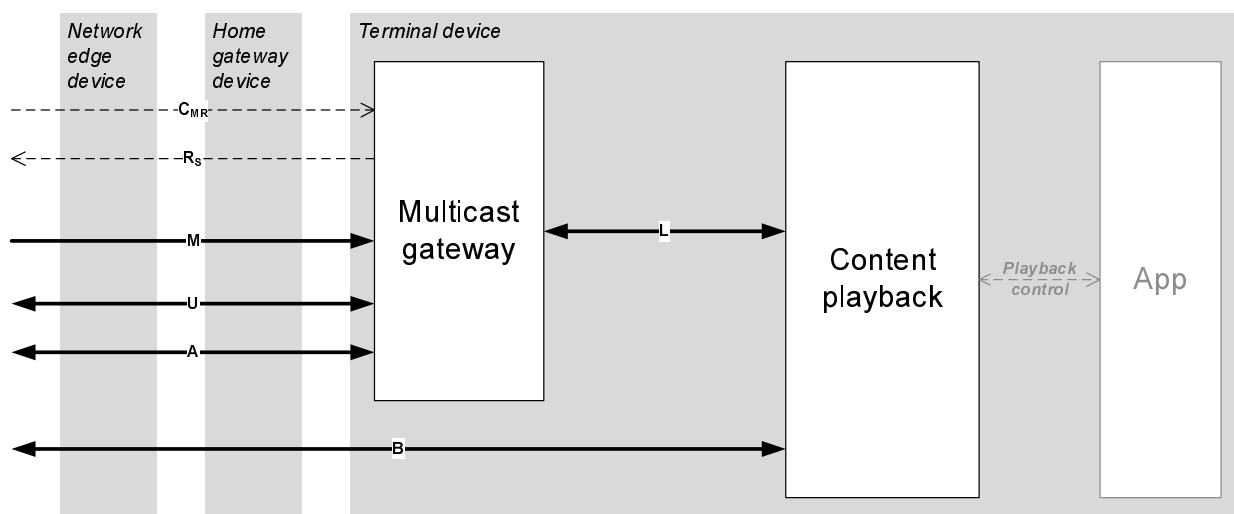 Network
edge
device
Home
gateway
device
Terminal device
CMR
RS
M
U
A
B
Multicast
gateway
L
Content
playback
Playback
control
App